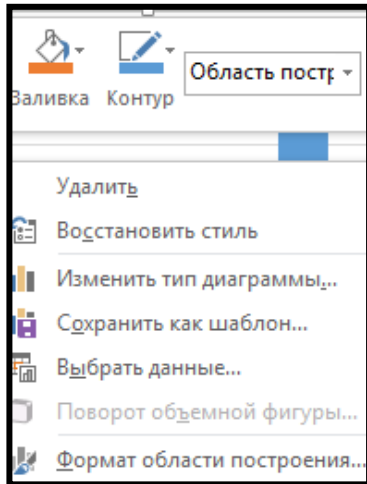 Заливка Контур Область постр
Удалить
Восстановить стиль
Изменить тип диаграммы...
Сохранить как шаблон...
Выбрать данные...
Поворот объемной фигуры...
Формат области построения...